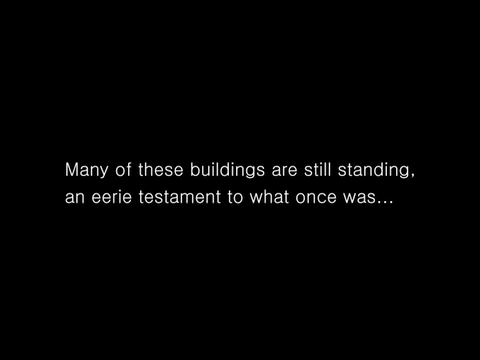 Many of these buildings are still standing,
an eerie testament to what once was...